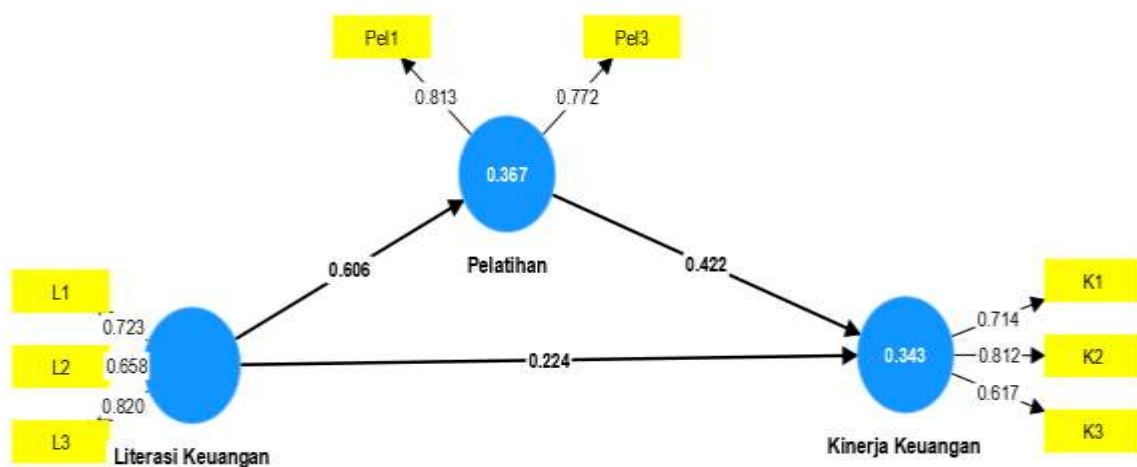 Pel1 Pel3
0.813 0.772
0.367
Pelatihan
0.606 0.422
L1
0.723
L2 0.658
0.820
L3
Literasi Keuangan
0.224
0.343
Kinerja Keuangan
K1
0.714
0.812 K2
0.617
K3